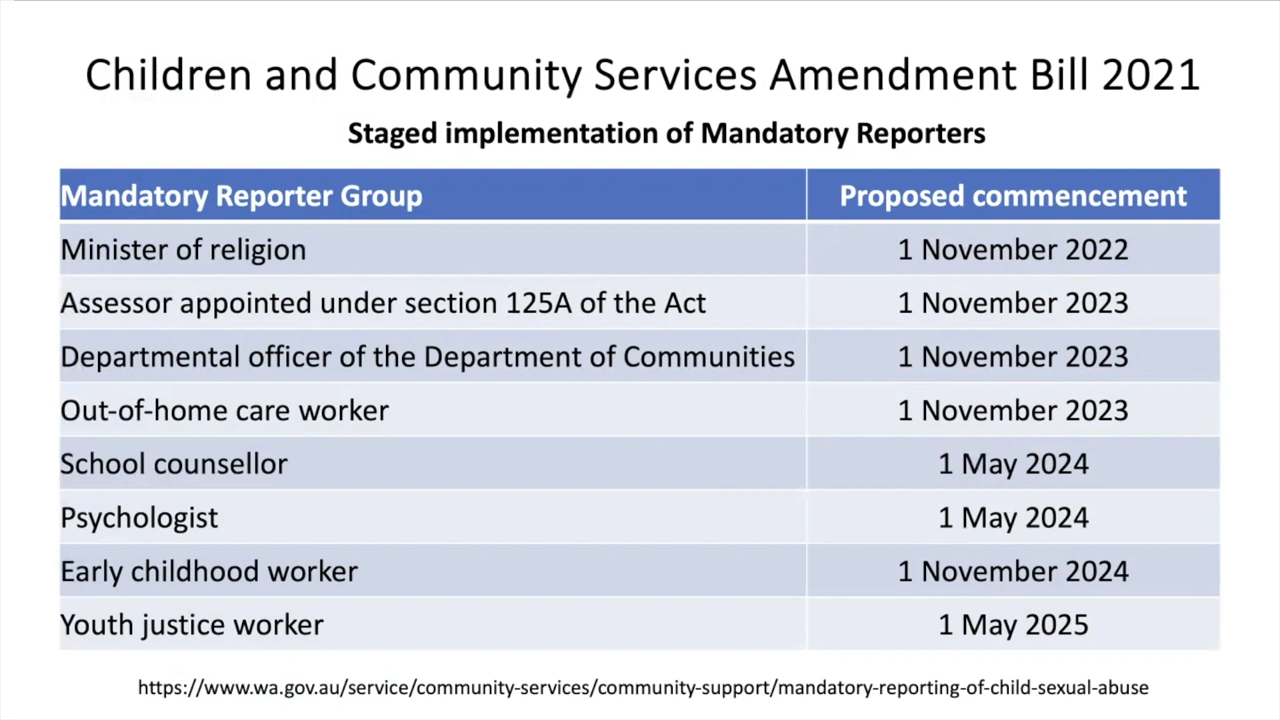 Children and Community Services Amendment Bill 2021
Staged implementation of Mandatory Reporters
Mandatory Reporter Group Proposed commencement
Minister of religion 1 November 2022
Assessor appointed under section 125A of the Act 1 November 2023
Departmental officer of the Department of Communities 1 November 2023
Out-of-home care worker 1 November 2023
School counsellor 1 May 2024
Psychologist 1 May 2024
Early childhood worker 1 November 2024
Youth justice worker 1 May 2025
https://www.wa.gov.au/service/community-services/community-support/mandatory-reporting-of-child-sexual-abuse